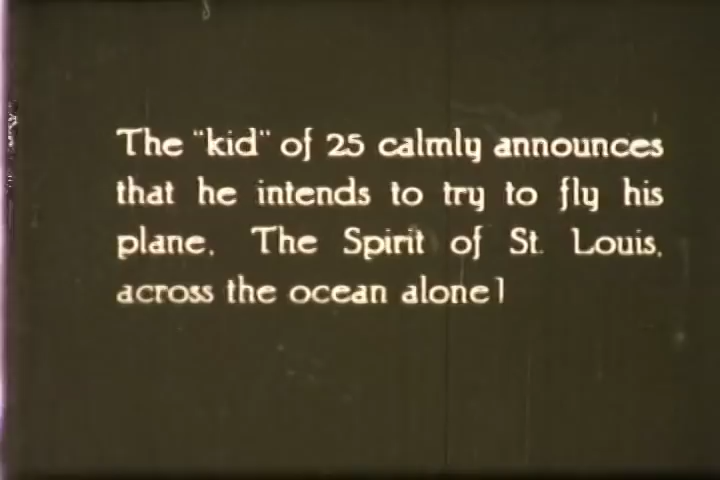 The "kid" of 25 calmly announces
that he intends to try to fly his
plane, The Spirit of St. Louis,
across the ocean alone!